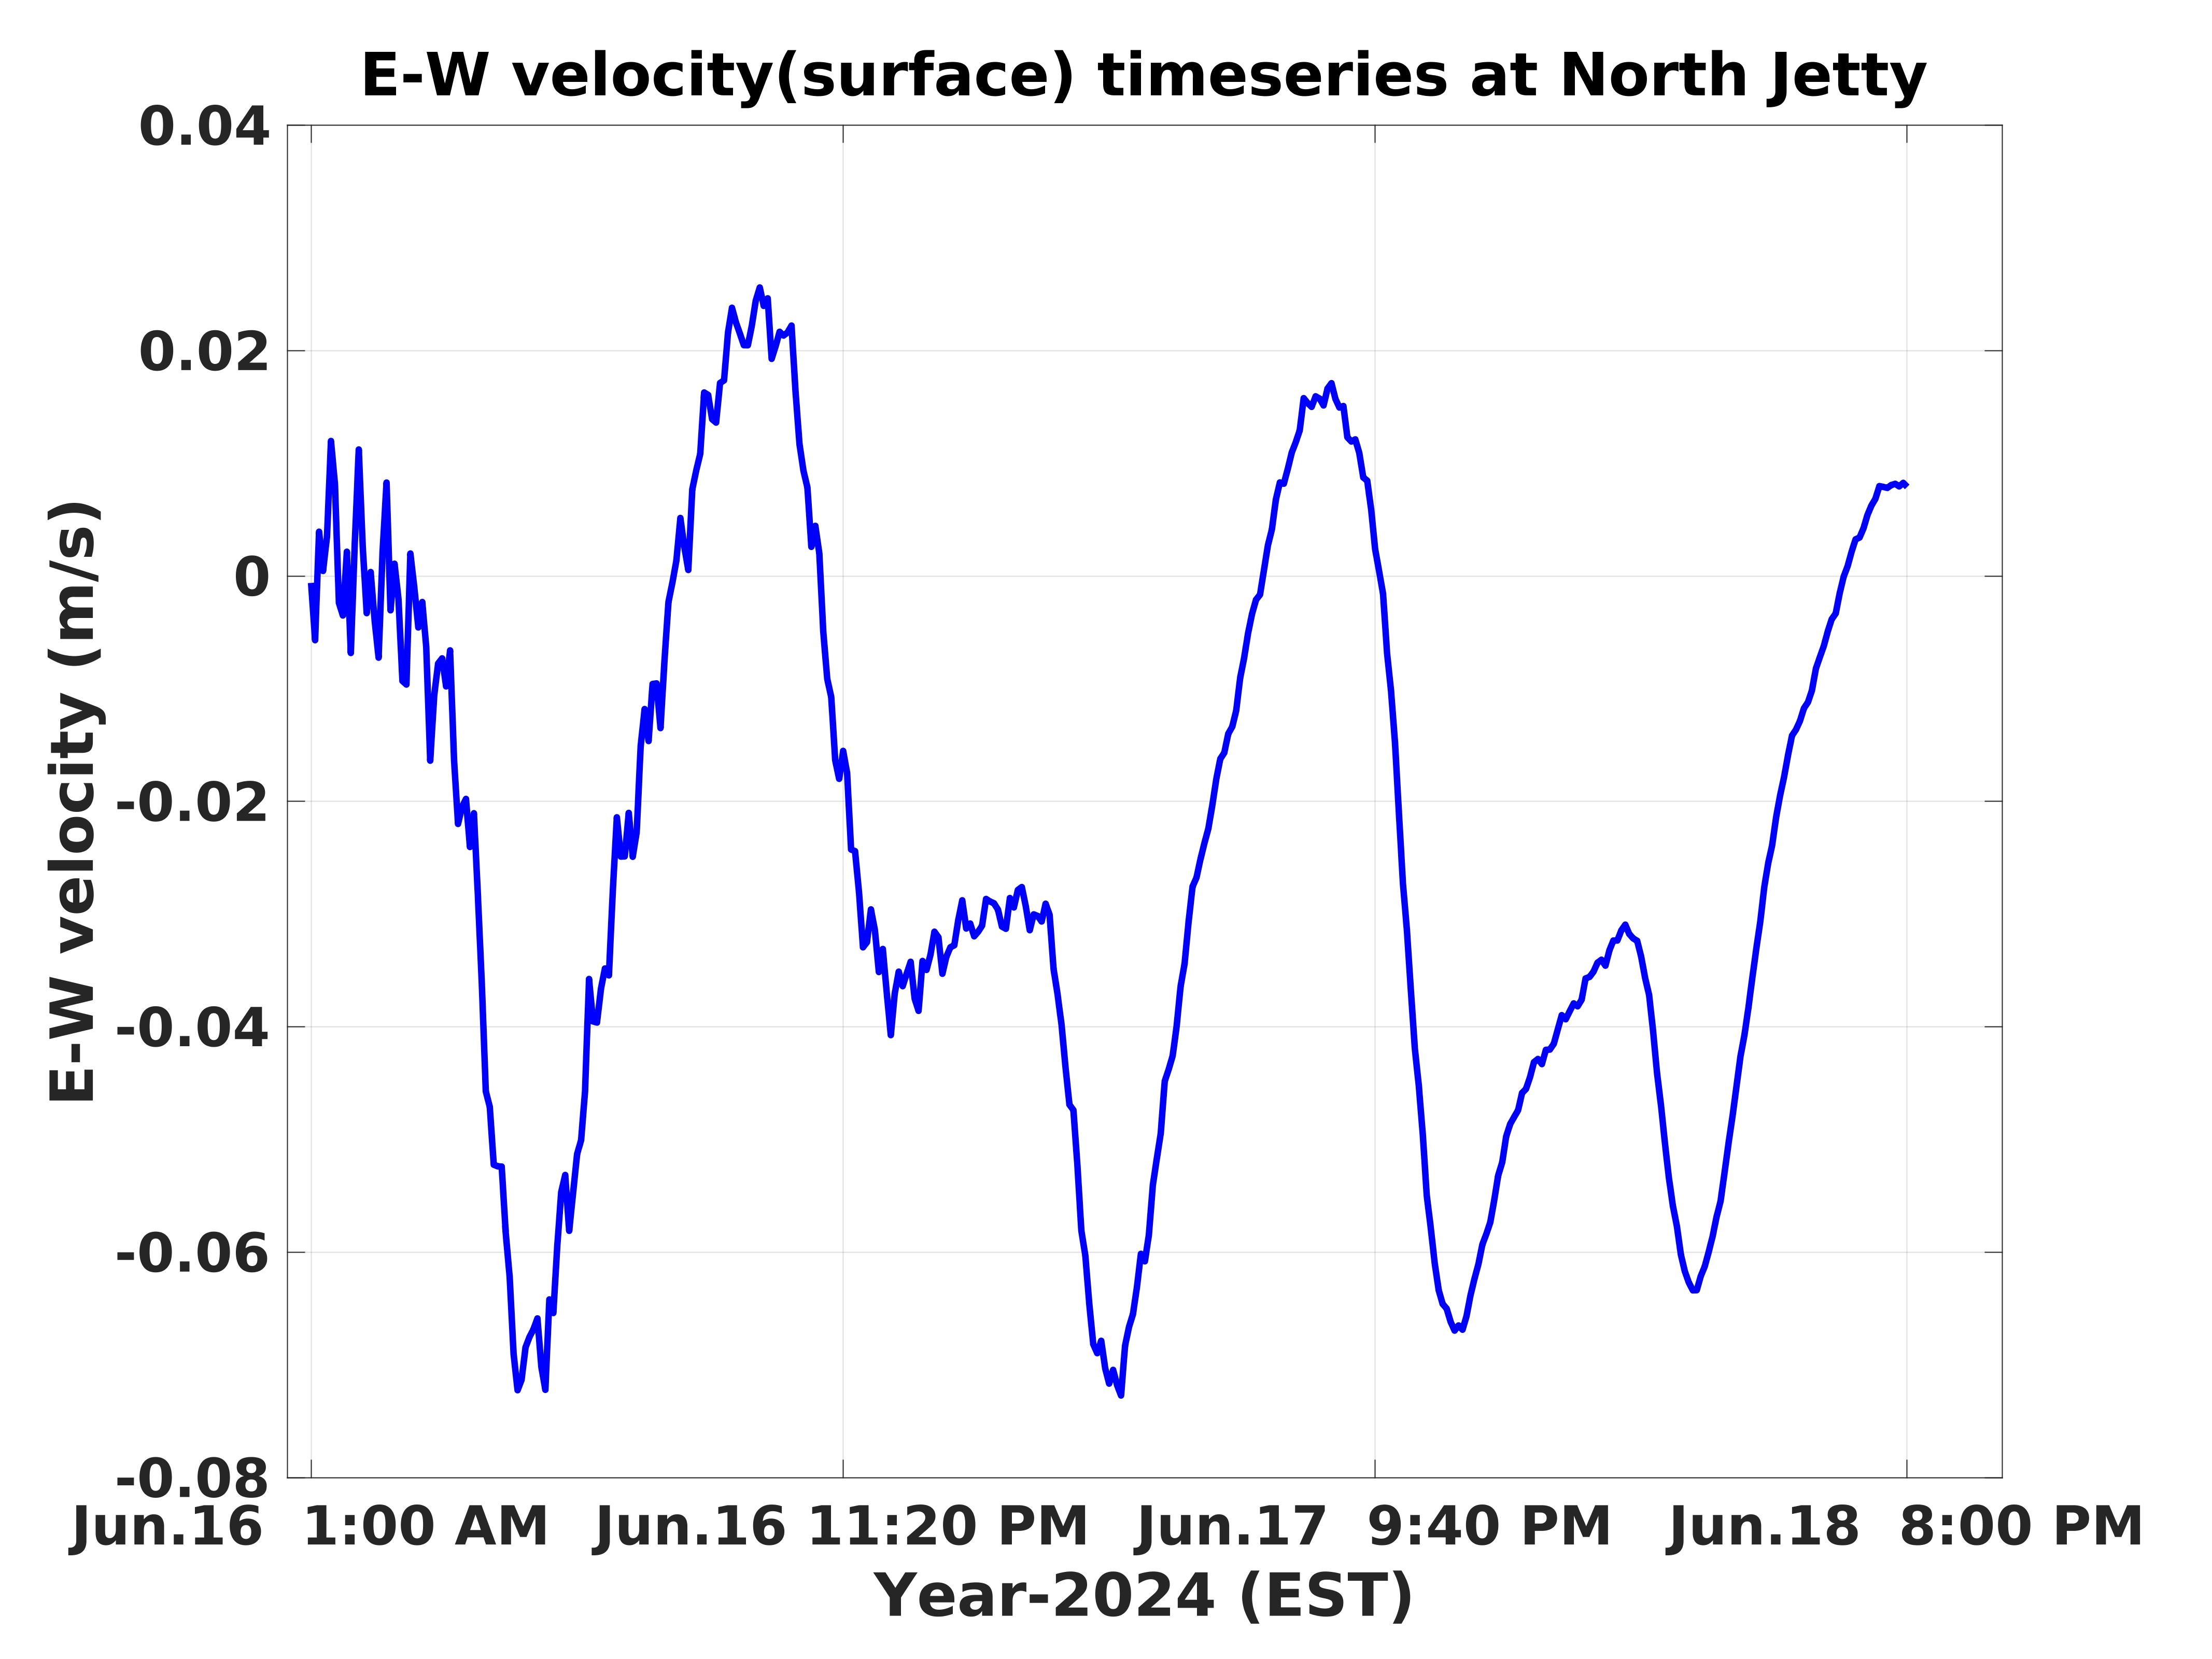 E-W velocity(surface) timeseries at North Jetty
0.04
0.02
0
-0.02
-0.04
-0.06
-0.08
E-W velocity (m/s)
Jun.16 1:00 AM Jun.16 11:20 PM Jun.17 9:40 PM Jun.18 8:00 PM
Year-2024 (EST)